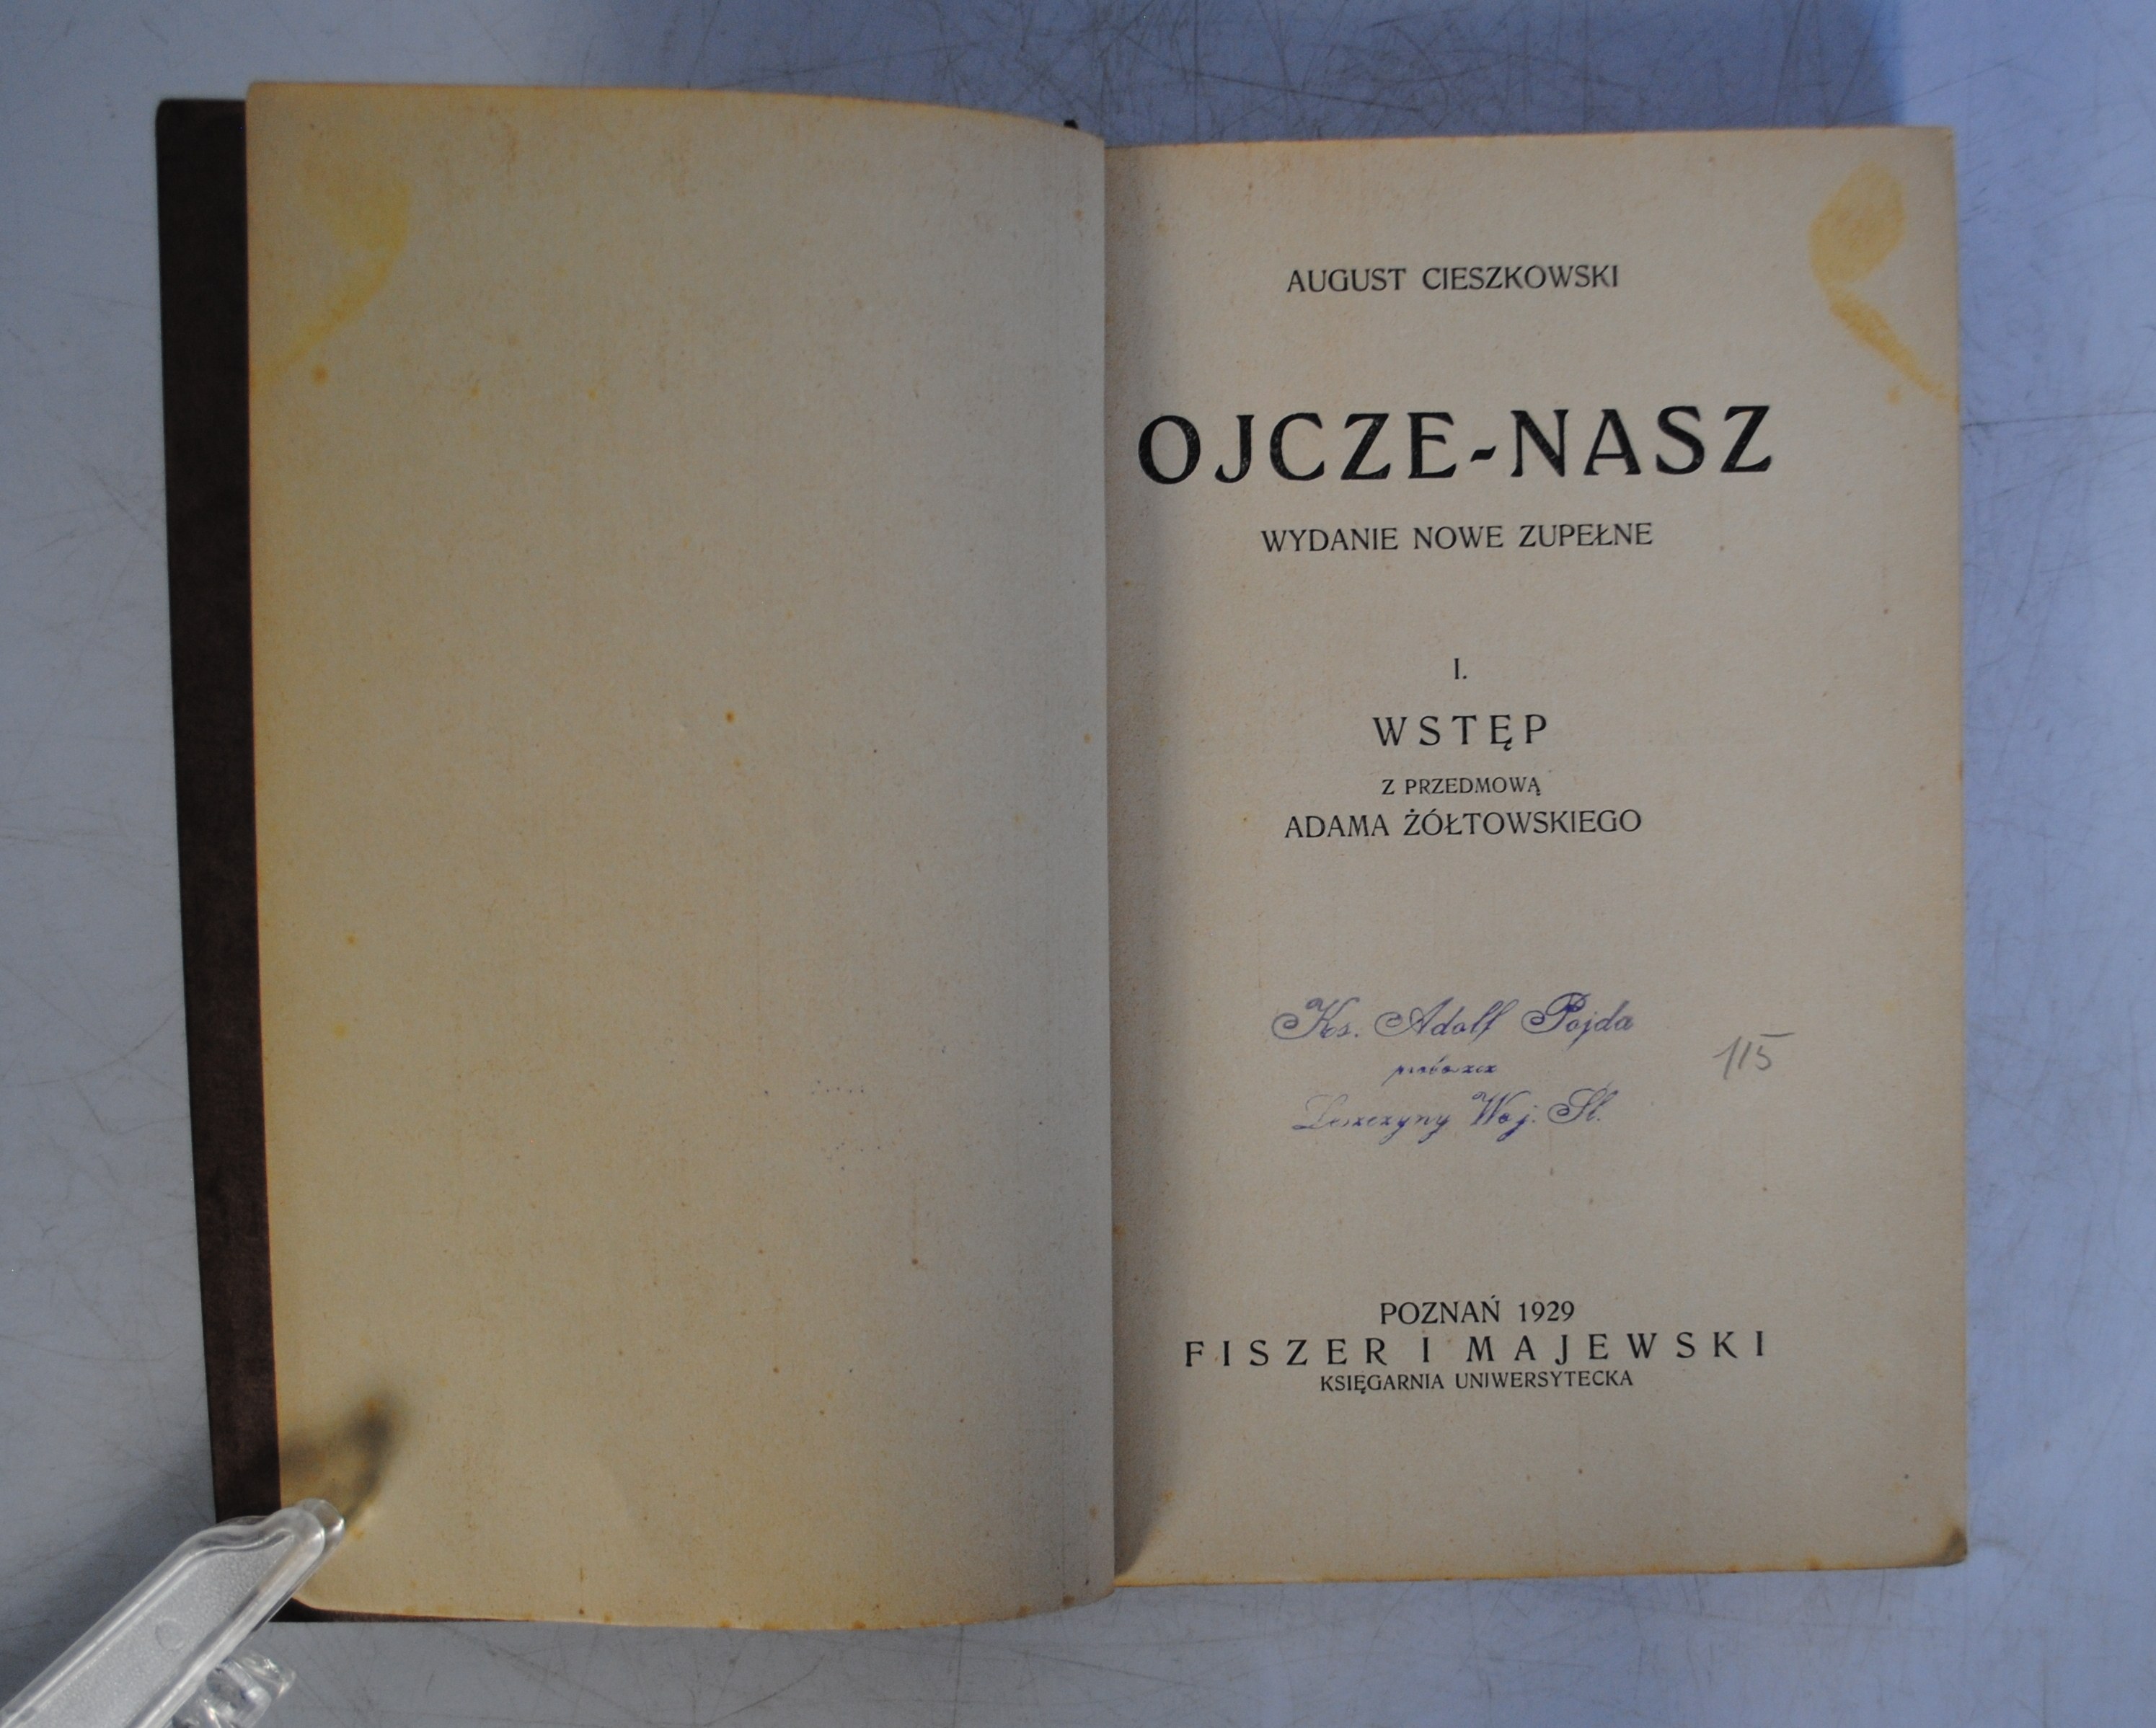 AUGUST CIESZKOWSKI
OJCZE-NASZ
WYDANIE NOWE ZUPEŁNE
I.
WSTĘP
Z PRZEDMOWĄ
ADAMA ŻÓŁTOWSKIEGO
Ks. Adolf Pojda
proboszcz
Leszczyny Woj. Śl.
115
POZNAŃ 1929
FISZER I MAJEWSKI
KSIĘGARNIA UNIWERSYTECKA